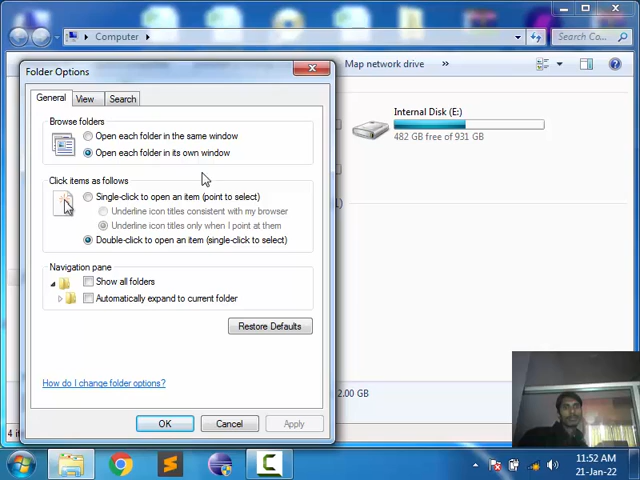 Computer
Search Co...
Folder Options
Map network drive
»
General
View
Search
Internal Disk (E:)
482 GB free of 931 GB
Browse folders
Open each folder in the same window
Open each folder in its own window
Click items as follows
Single-click to open an item (point to select)
Underline icon titles consistent with my browser
Underline icon titles only when I point at them
Double-click to open an item (single-click to select)
Navigation pane
Show all folders
Automatically expand to current folder
Restore Defaults
How do I change folder options?
2.00 GB
OK
Cancel
Apply
4 it
11:52 AM
21-Jan-22